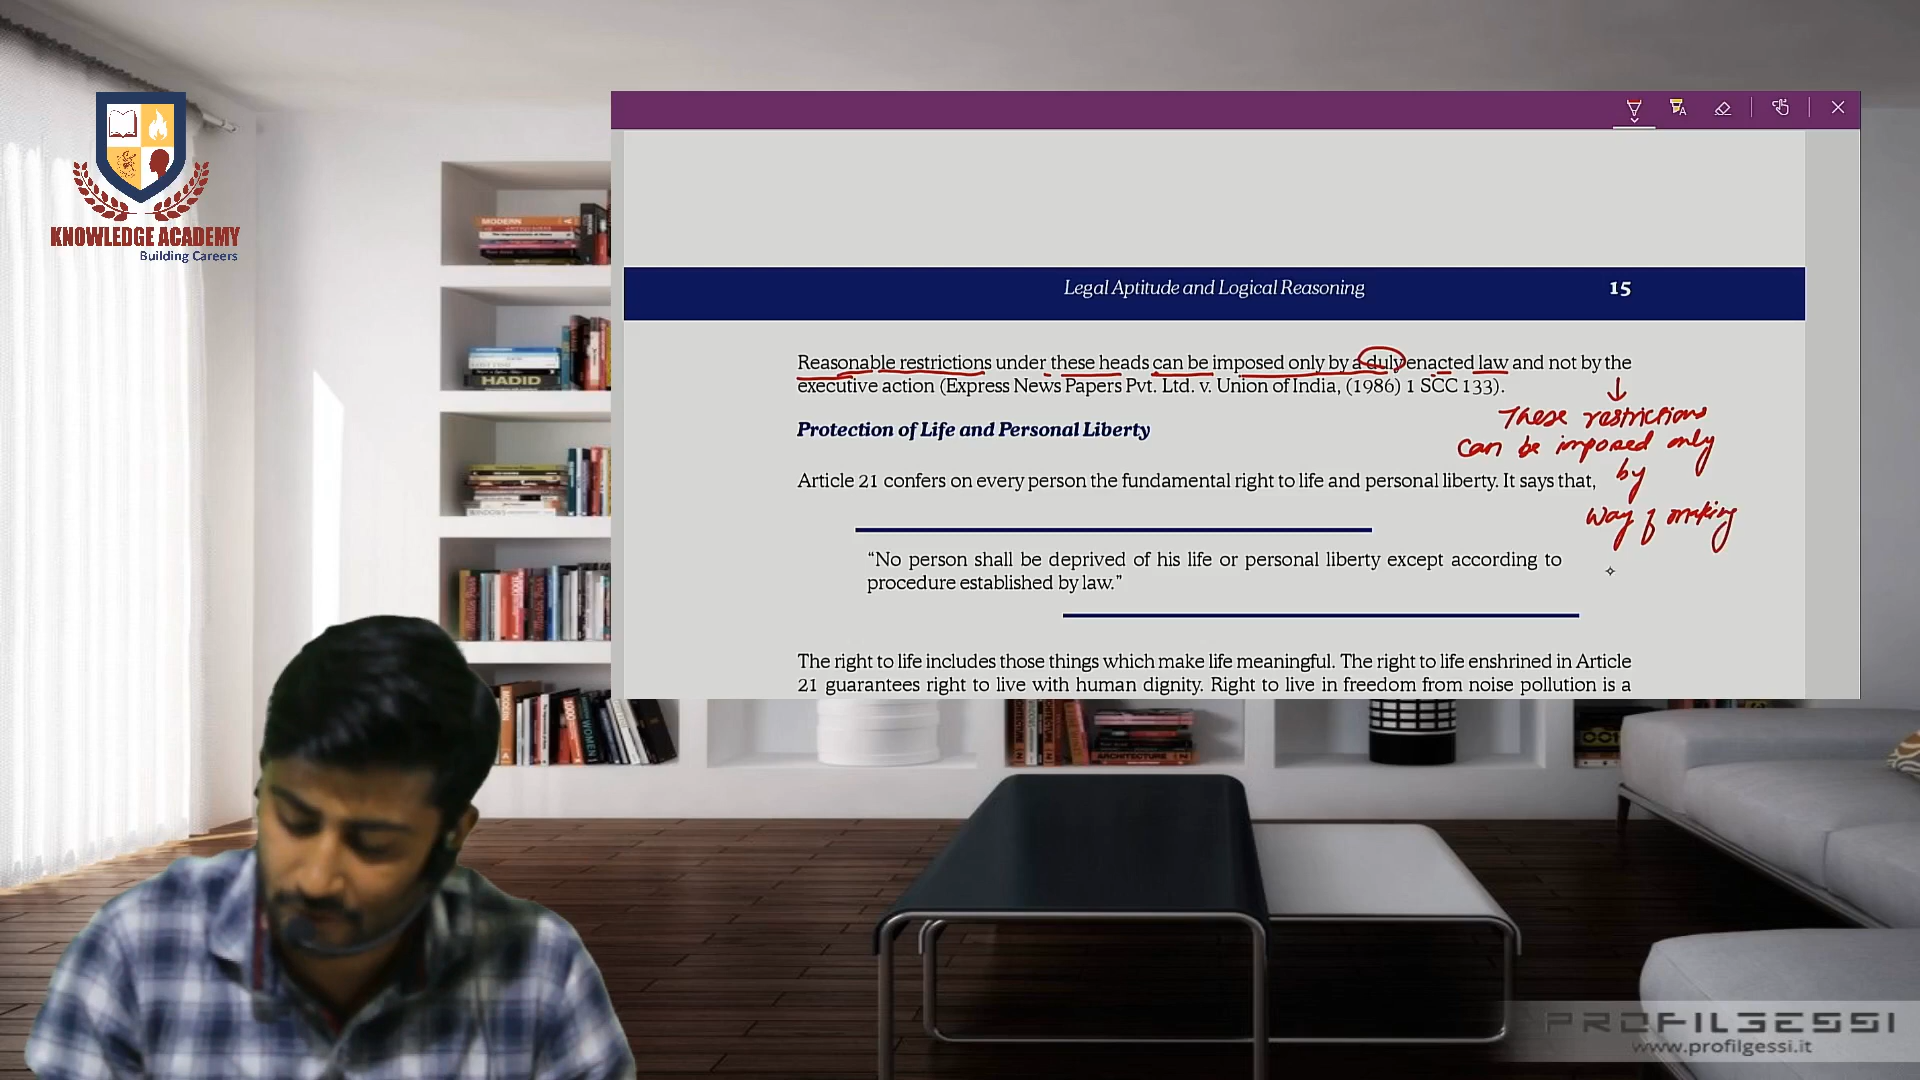 KNOWLEDGE ACADEMY
Building Careers
MODERN
HADID
Legal Aptitude and Logical Reasoning 15
Reasonable restrictions under these heads can be imposed only by a duly enacted law and not by the
executive action (Express News Papers Pvt. Ltd. v. Union of India, (1986) 1 SCC 133).
These restrictions
can be imposed only
by
way of making
Protection of Life and Personal Liberty
Article 21 confers on every person the fundamental right to life and personal liberty. It says that,
“No person shall be deprived of his life or personal liberty except according to
procedure established by law.”
The right to life includes those things which make life meaningful. The right to life enshrined in Article
21 guarantees right to live with human dignity. Right to live in freedom from noise pollution is a
MODERN
1000
WOMEN
ARCHITECTURE
PROFILGESSI
www.profilgessi.it